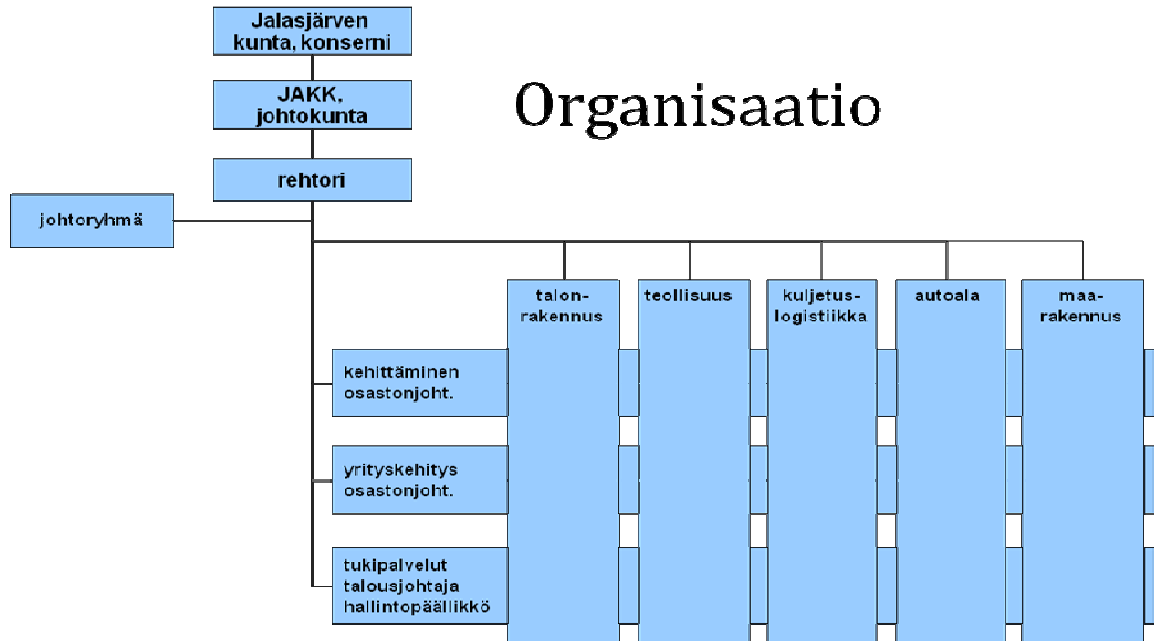 Jalasjärven
kunta, konserni
Organisaatio
JAKK,
johtokunta
rehtori
johtoryhmä
talon-
rakennus
teollisuus
kuljetus-
logistiikka
autoala
maa-
rakennus
kehittäminen
osastonjoht.
yrityskehitys
osastonjoht.
tukipalvelut
talousjohtaja
hallintopäällikkö